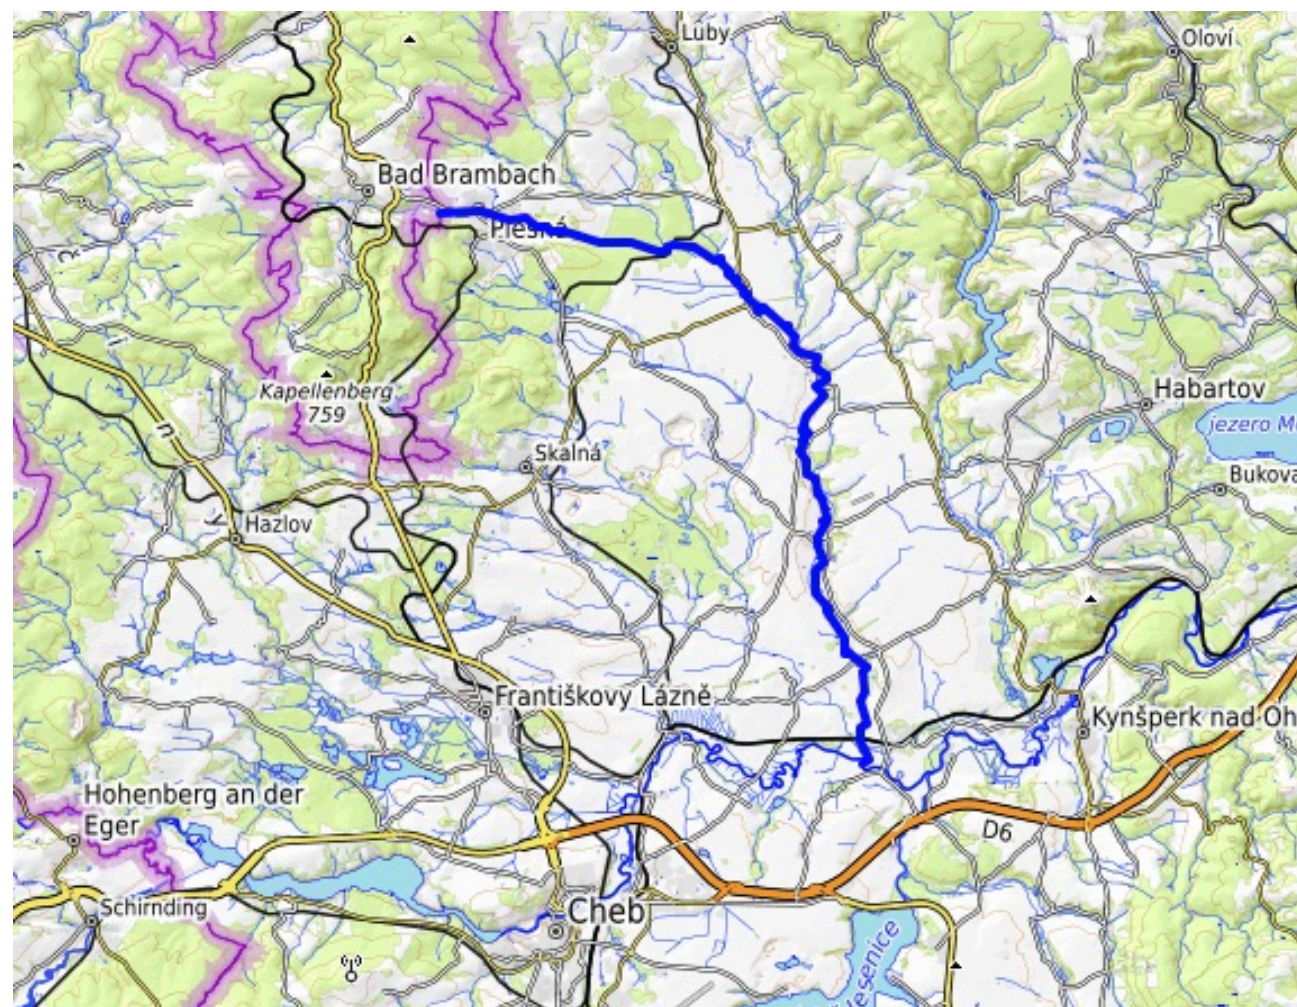 Luby
Oloví
Bad Brambach
Plesná
Kapellenberg
759
Habartov
jezero M
Skalná
Bukova
Hazlov
Františkovy Lázně
Kynšperk nad Oh
Hohenberg an der
Eger
D6
Schirnding
Cheb
Jesenice